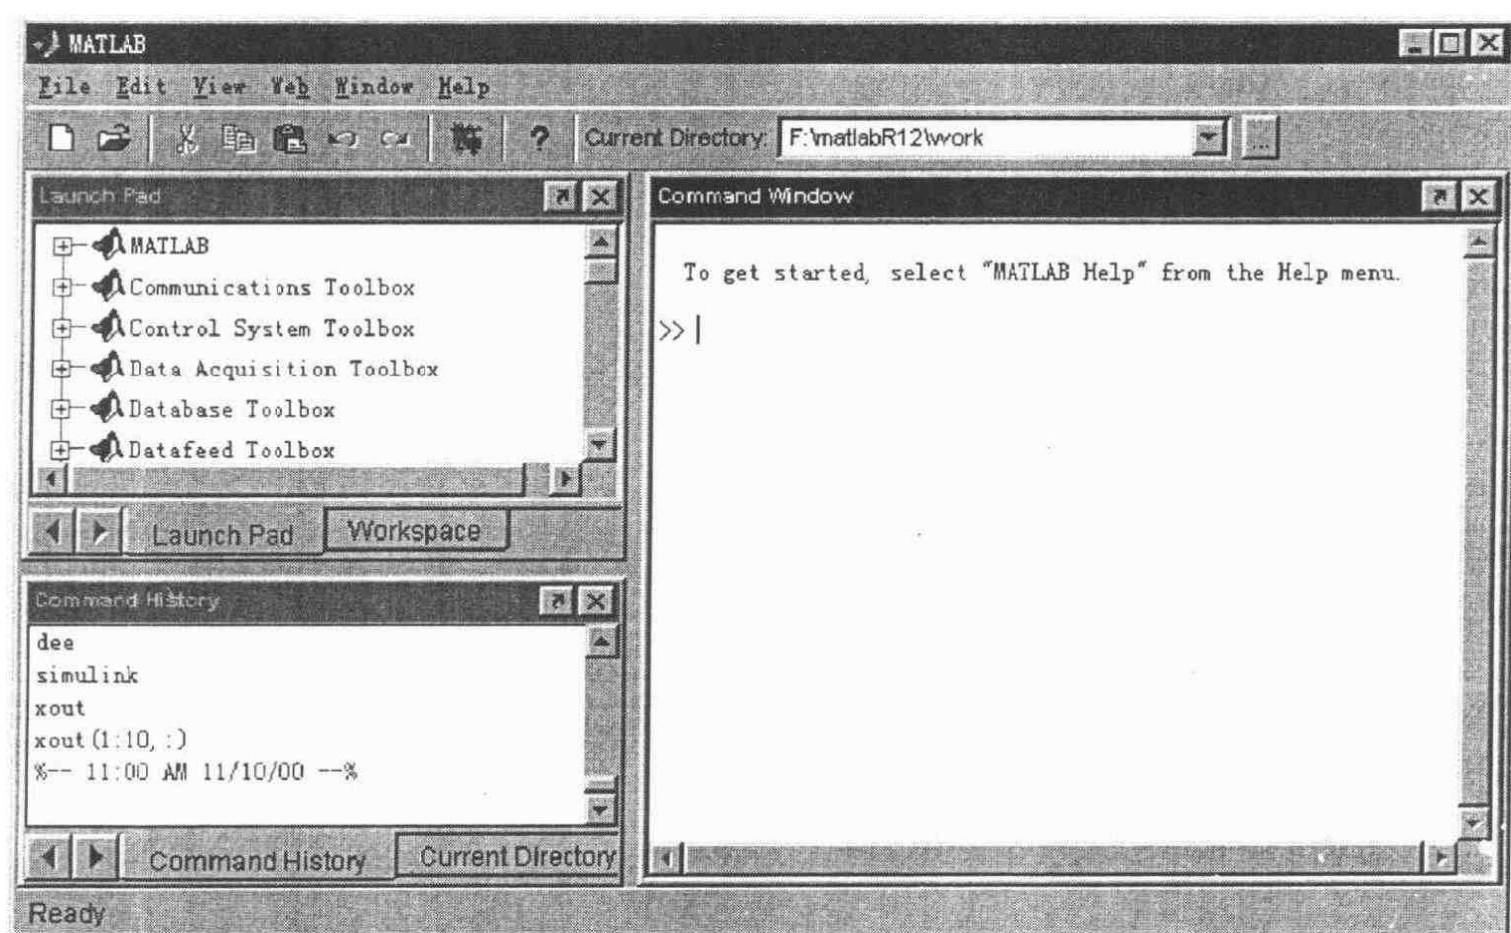 MATLAB
File Edit View Web Window Help
? Current Directory: F:\matlabR12\work ...
Launch Pad
MATLAB
Communications Toolbox
Control System Toolbox
Data Acquisition Toolbox
Database Toolbox
Datafeed Toolbox
Launch Pad Workspace
Command History
dee
simulink
xout
xout(1:10, :)
%-- 11:00 AM 11/10/00 --%
Command History Current Directory
Command Window
To get started, select "MATLAB Help" from the Help menu.
>>
Ready